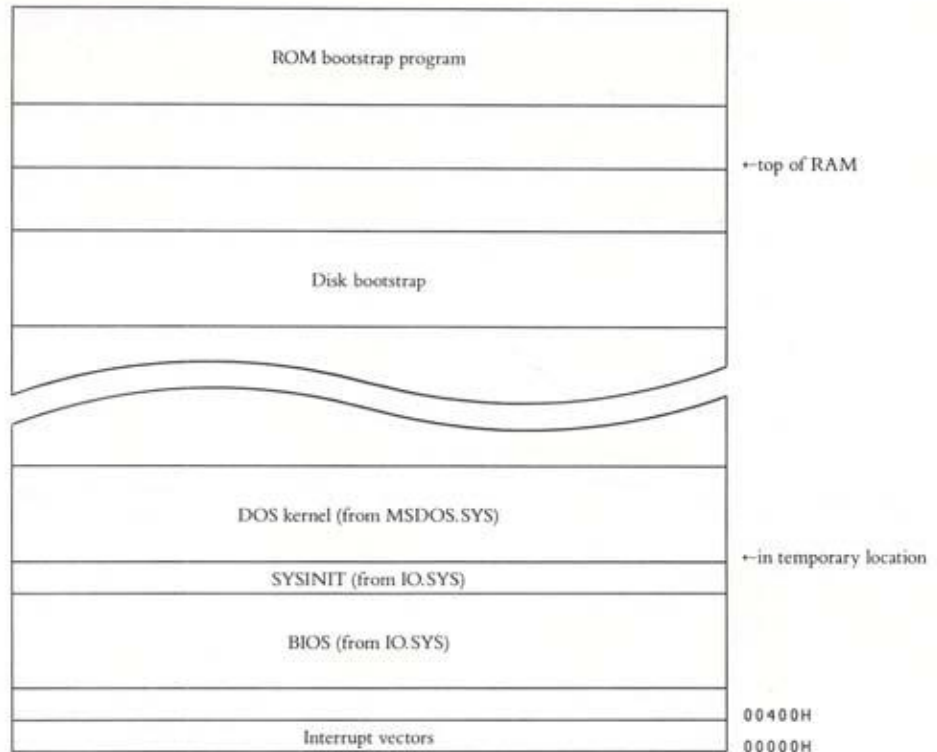 ROM bootstrap program
←top of RAM
Disk bootstrap
DOS kernel (from MSDOS.SYS)
←in temporary location
SYSINIT (from IO.SYS)
BIOS (from IO.SYS)
00400H
Interrupt vectors
00000H